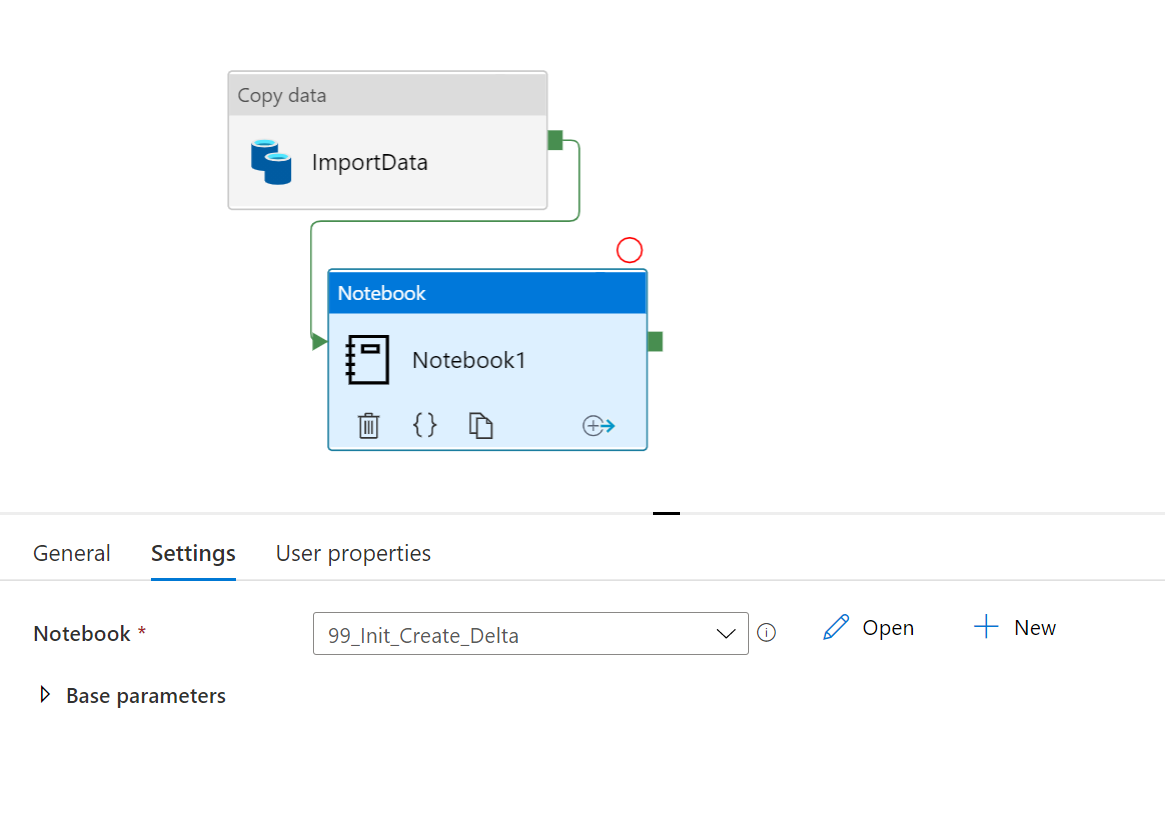 Copy data
ImportData
Notebook
Notebook1
General Settings User properties
Notebook * 99_Init_Create_Delta Open New
Base parameters